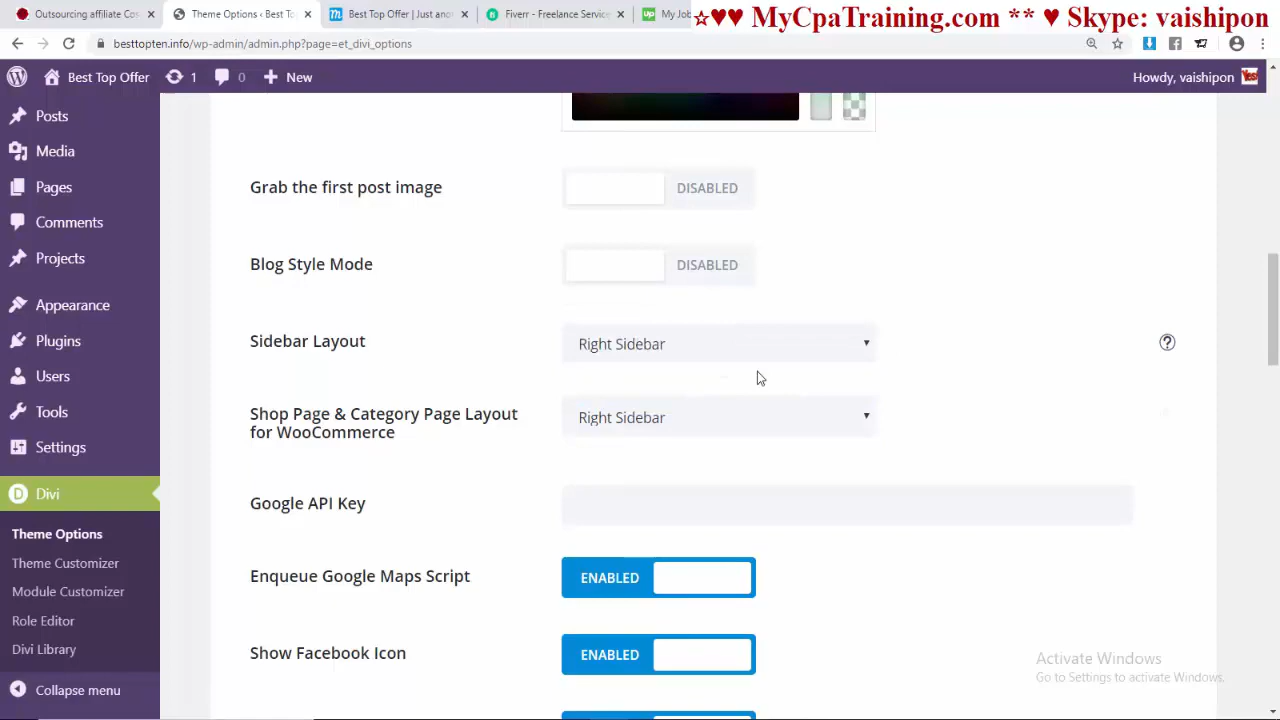 Outsourcing affiliate Cos
Theme Options ‹ Best Top
Best Top Offer | Just anot
Fiverr - Freelance Service
My Jo
☆♥♥ MyCpaTraining.com ** ♥ Skype: vaishipon
besttopten.info/wp-admin/admin.php?page=et_divi_options
Best Top Offer
1
0
New
Howdy, vaishipon
Posts
Media
Pages
Comments
Projects
Appearance
Plugins
Users
Tools
Settings
Divi
Theme Options
Theme Customizer
Module Customizer
Role Editor
Divi Library
Collapse menu
Grab the first post image
DISABLED
Blog Style Mode
DISABLED
Sidebar Layout
Right Sidebar
Shop Page & Category Page Layout
for WooCommerce
Right Sidebar
Google API Key
Enqueue Google Maps Script
ENABLED
Show Facebook Icon
ENABLED
Activate Windows
Go to Settings to activate Windows.